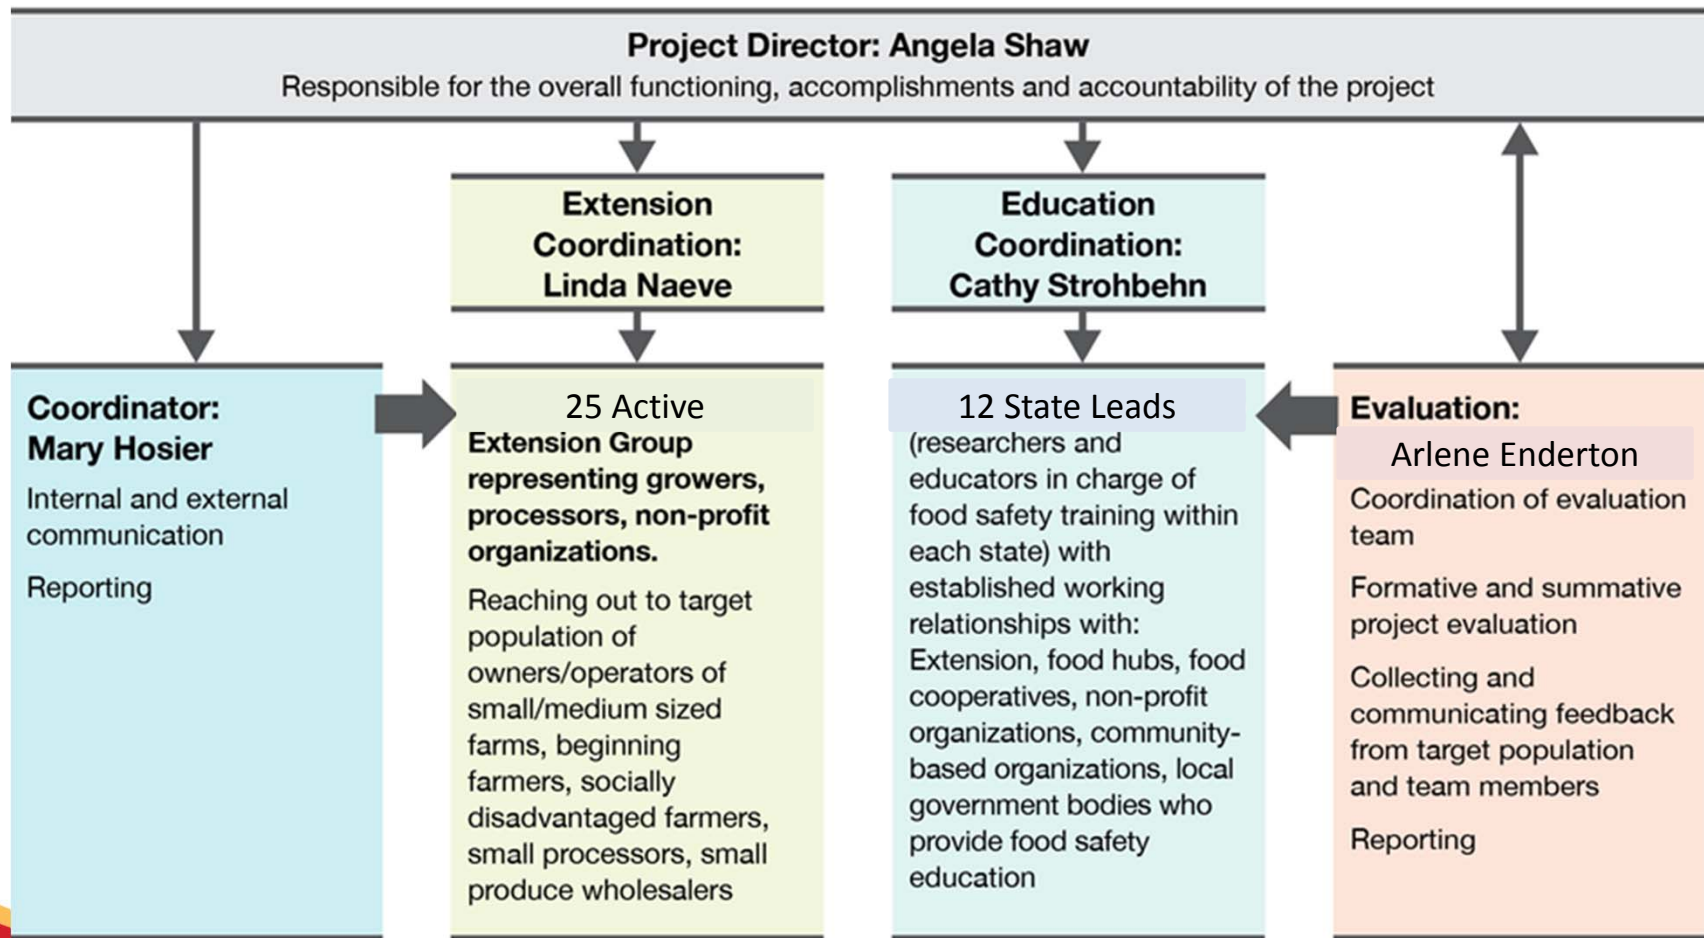 Project Director: Angela Shaw
Responsible for the overall functioning, accomplishments and accountability of the project
Extension
Coordination:
Linda Naeve
Education
Coordination:
Cathy Strohbehn
Coordinator:
Mary Hosier
Internal and external
communication
Reporting
25 Active
Extension Group
representing growers,
processors, non-profit
organizations.
Reaching out to target
population of
owners/operators of
small/medium sized
farms, beginning
farmers, socially
disadvantaged farmers,
small processors, small
produce wholesalers
12 State Leads
(researchers and
educators in charge of
food safety training within
each state) with
established working
relationships with:
Extension, food hubs, food
cooperatives, non-profit
organizations, community-
based organizations, local
government bodies who
provide food safety
education
Evaluation:
Arlene Enderton
Coordination of evaluation
team
Formative and summative
project evaluation
Collecting and
communicating feedback
from target population
and team members
Reporting